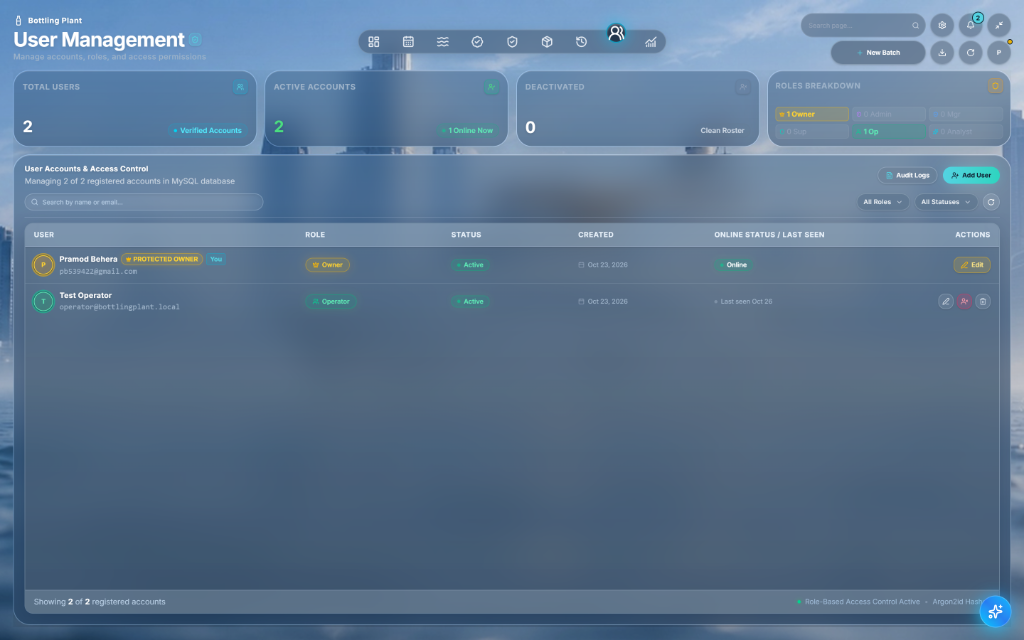 Bottling Plant
User Management
Manage accounts, roles, and access permissions
Search page...
2
New Batch
P
TOTAL USERS
2
Verified Accounts
ACTIVE ACCOUNTS
2
1 Online Now
DEACTIVATED
0
Clean Roster
ROLES BREAKDOWN
1 Owner
0 Admin
0 Mgr
0 Sup
1 Op
0 Analyst
User Accounts & Access Control
Managing 2 of 2 registered accounts in MySQL database
Audit Logs
Add User
Search by name or email...
All Roles
All Statuses
USER ROLE STATUS CREATED ONLINE STATUS / LAST SEEN ACTIONS
P
Pramod Behera PROTECTED OWNER You
pb539422@gmail.com
Owner
Active
Oct 23, 2026
Online
Edit
T
Test Operator
operator@bottlingplant.local
Operator
Active
Oct 23, 2026
Last seen Oct 26
Showing 2 of 2 registered accounts
Role-Based Access Control Active • Argon2id Hash